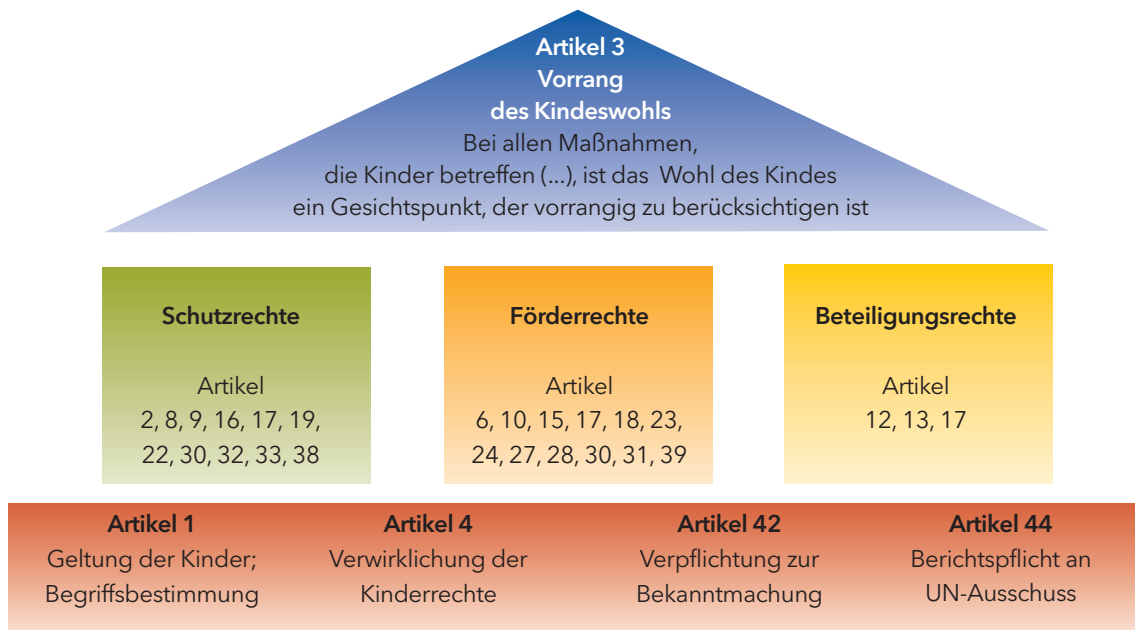 Artikel 3
Vorrang
des Kindeswohls
Bei allen Maßnahmen,
die Kinder betreffen (...), ist das Wohl des Kindes
ein Gesichtspunkt, der vorrangig zu berücksichtigen ist
Schutzrechte
Artikel
2, 8, 9, 16, 17, 19,
22, 30, 32, 33, 38
Förderrechte
Artikel
6, 10, 15, 17, 18, 23,
24, 27, 28, 30, 31, 39
Beteiligungsrechte
Artikel
12, 13, 17
Artikel 1
Geltung der Kinder;
Begriffsbestimmung
Artikel 4
Verwirklichung der
Kinderrechte
Artikel 42
Verpflichtung zur
Bekanntmachung
Artikel 44
Berichtspflicht an
UN-Ausschuss